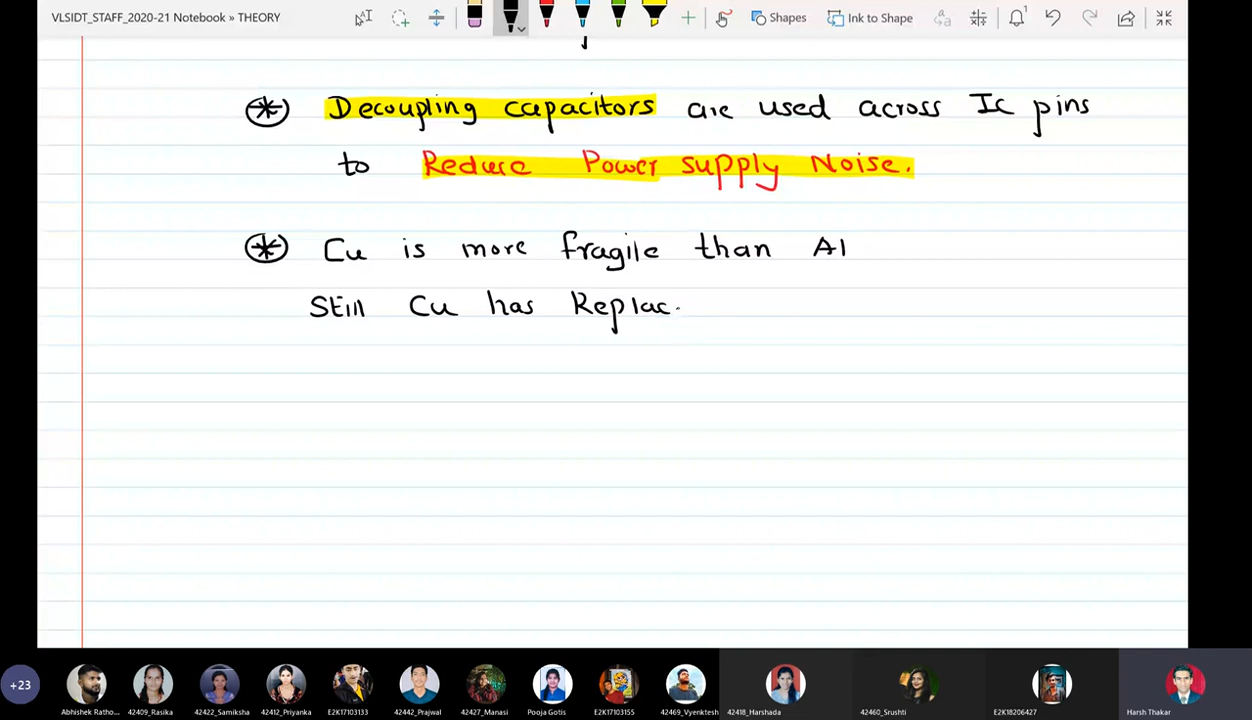 VLSIDT_STAFF_2020-21 Notebook » THEORY
Shapes
Ink to Shape
Decoupling capacitors are used across Ic pins
to Reduce Power supply Noise.
Cu is more fragile than Al
Still Cu has Replac
+23
Abhishek Ratho...
42409_Rasika
42422_Samiksha
42412_Priyanka
E2K17103133
42442_Prajwal
42427_Manasi
Pooja Gotis
E2K17103155
42469_Vyenktesh
42418_Harshada
42460_Srushti
E2K18206427
Harsh Thakar